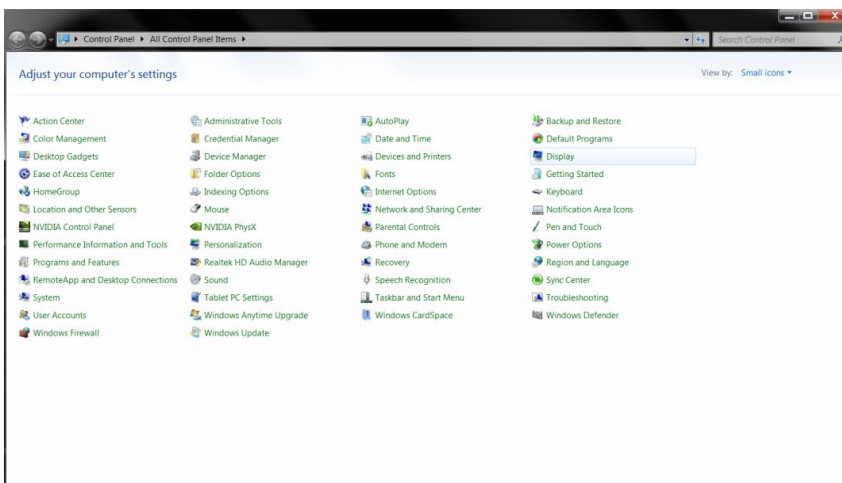 Control Panel All Control Panel Items Search Control Panel
Adjust your computer's settings View by: Small icons
Action Center Administrative Tools AutoPlay Backup and Restore
Color Management Credential Manager Date and Time Default Programs
Desktop Gadgets Device Manager Devices and Printers Display
Ease of Access Center Folder Options Fonts Getting Started
HomeGroup Indexing Options Internet Options Keyboard
Location and Other Sensors Mouse Network and Sharing Center Notification Area Icons
NVIDIA Control Panel NVIDIA PhysX Parental Controls Pen and Touch
Performance Information and Tools Personalization Phone and Modem Power Options
Programs and Features Realtek HD Audio Manager Recovery Region and Language
RemoteApp and Desktop Connections Sound Speech Recognition Sync Center
System Tablet PC Settings Taskbar and Start Menu Troubleshooting
User Accounts Windows Anytime Upgrade Windows CardSpace Windows Defender
Windows Firewall Windows Update